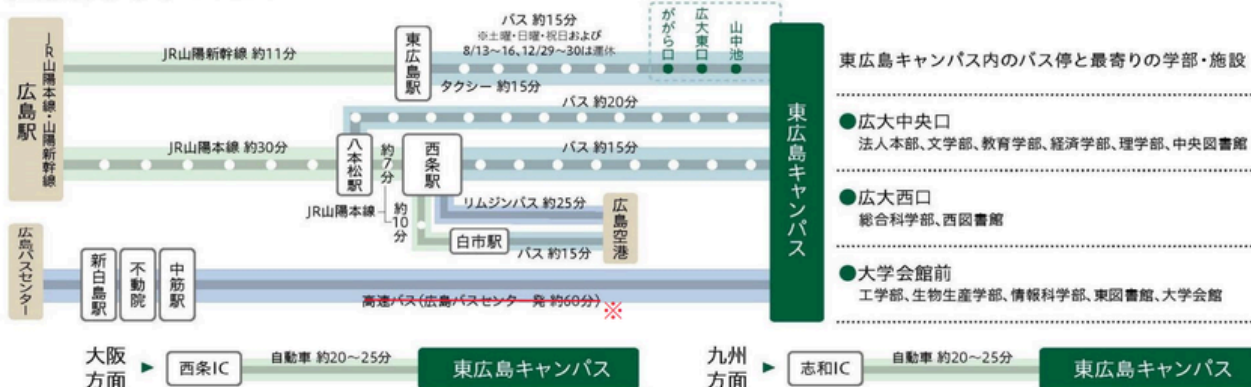 JR山陽本線・山陽新幹線
広島駅
JR山陽新幹線 約11分
東広島駅
バス 約15分
※土曜・日曜・祝日および
8/13～16、12/29～30は運休
タクシー 約15分
ががら口
広大東口
山中池
バス 約20分
JR山陽本線 約30分
八本松駅
約7分
西条駅
バス 約15分
JR山陽本線
約10分
リムジンバス 約25分
白市駅
バス 約15分
広島空港
広島バスセンター
新白島駅
不動院
中筋駅
高速バス(広島バスセンター発 約60分)
※
東広島キャンパス
東広島キャンパス内のバス停と最寄りの学部・施設
●広大中央口
法人本部、文学部、教育学部、経済学部、理学部、中央図書館
●広大西口
総合科学部、西図書館
●大学会館前
工学部、生物生産学部、情報科学部、東図書館、大学会館
大阪
方面
西条IC
自動車 約20～25分
東広島キャンパス
九州
方面
志和IC
自動車 約20～25分
東広島キャンパス